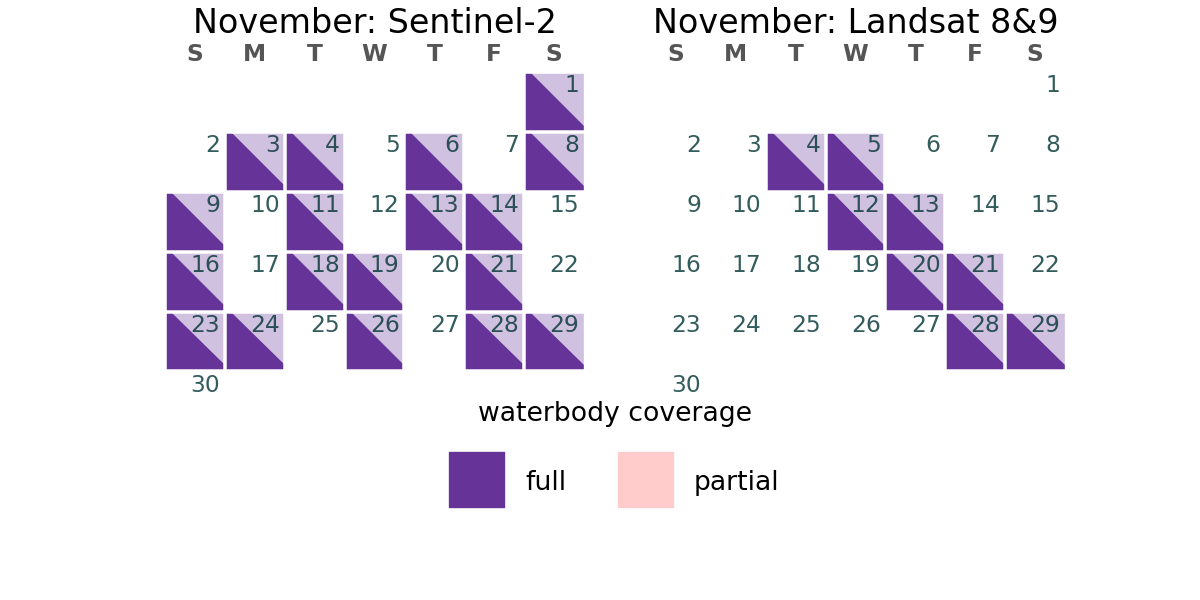 November: Sentinel-2
S M T W T F S
1
2 3 4 5 6 7 8
9 10 11 12 13 14 15
16 17 18 19 20 21 22
23 24 25 26 27 28 29
30
November: Landsat 8&9
S M T W T F S
1
2 3 4 5 6 7 8
9 10 11 12 13 14 15
16 17 18 19 20 21 22
23 24 25 26 27 28 29
30
waterbody coverage
full
partial